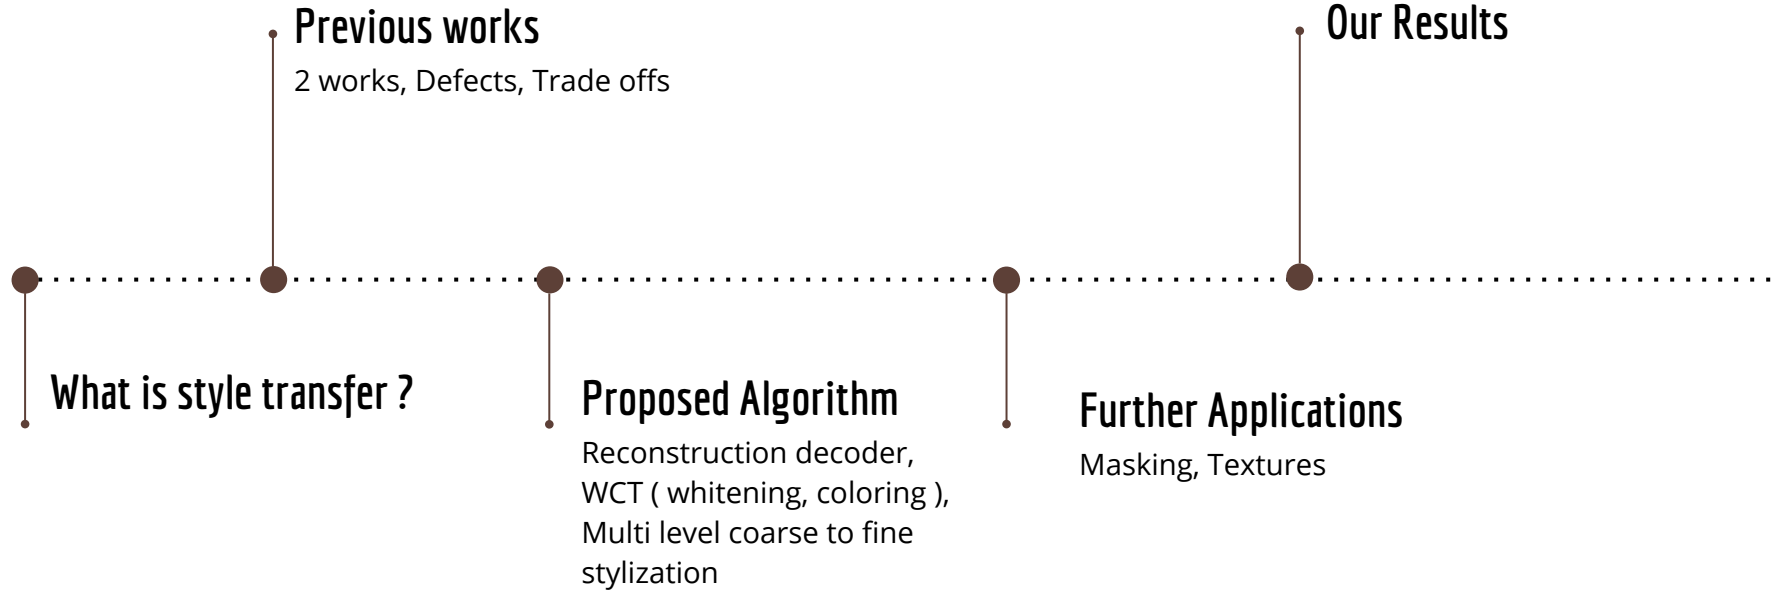 Previous works
2 works, Defects, Trade offs
Our Results
What is style transfer ?
Proposed Algorithm
Reconstruction decoder,
WCT ( whitening, coloring ),
Multi level coarse to fine
stylization
Further Applications
Masking, Textures